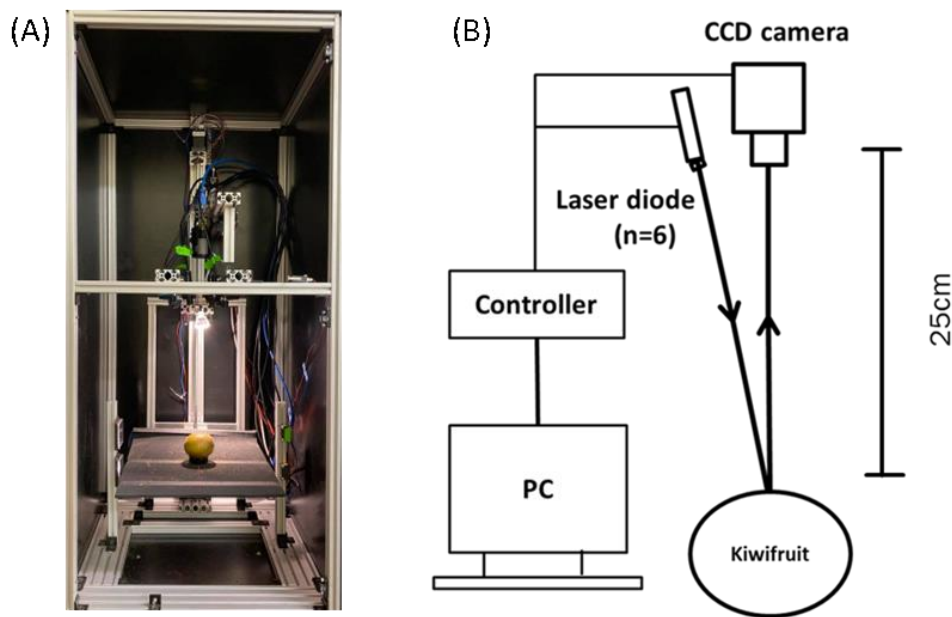 (A)
(B)
CCD camera
Laser diode
(n=6)
Controller
25cm
PC
Kiwifruit